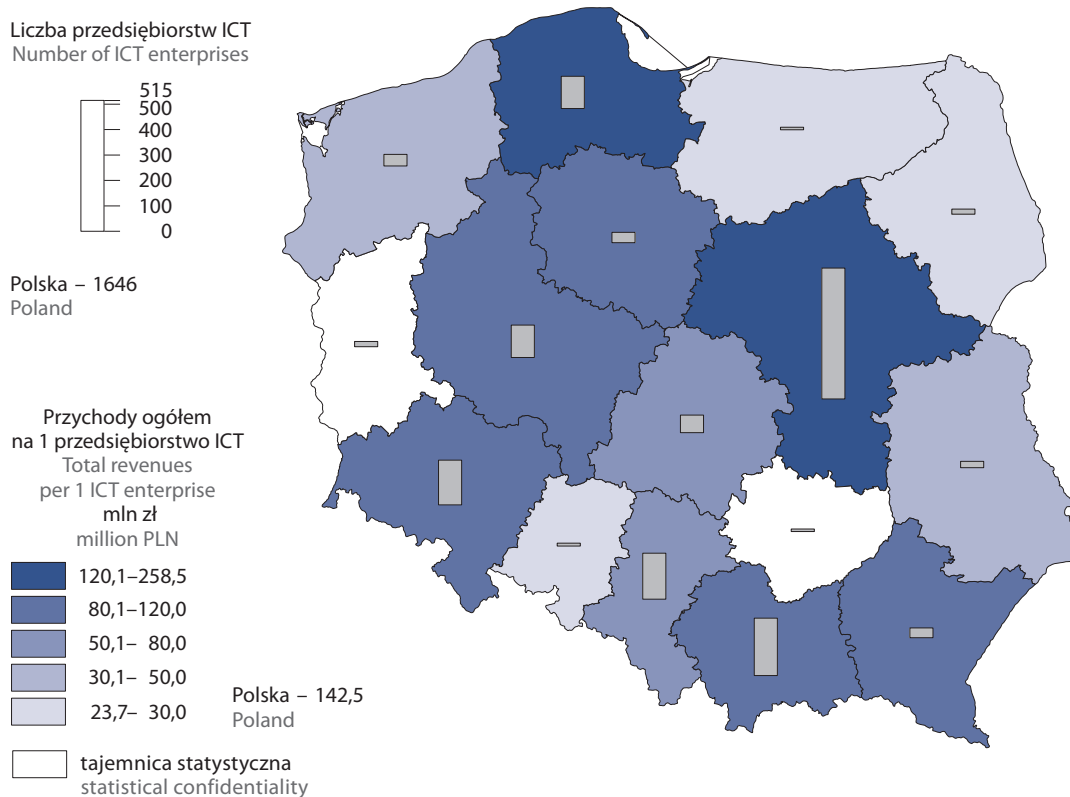 Liczba przedsiębiorstw ICT
Number of ICT enterprises
515
500
400
300
200
100
0
Polska – 1646
Poland
Przychody ogółem
na 1 przedsiębiorstwo ICT
Total revenues
per 1 ICT enterprise
mln zł
million PLN
120,1–258,5
80,1–120,0
50,1– 80,0
30,1– 50,0
23,7– 30,0
Polska – 142,5
Poland
tajemnica statystyczna
statistical confidentiality